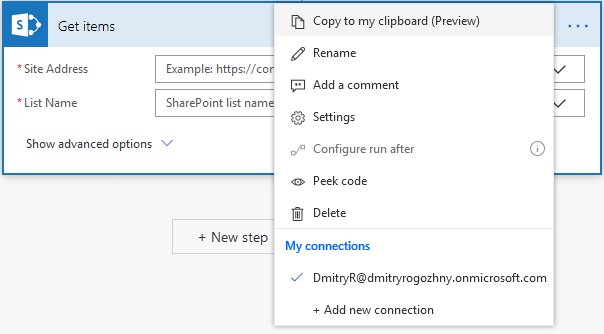 Get items
Copy to my clipboard (Preview)
Rename
* Site Address
Example: https://cor
Add a comment
* List Name
SharePoint list name
Settings
Show advanced options
Configure run after
Peek code
Delete
+ New step
My connections
DmitryR@dmitryrogozhny.onmicrosoft.com
+ Add new connection